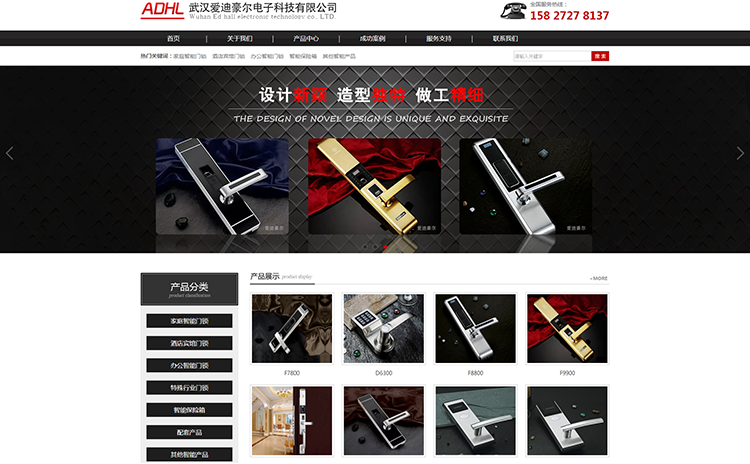 ADHL 武汉爱迪豪尔电子科技有限公司
Wuhan Ed hall electronic technology co., LTD.
全国服务热线:
158 2727 8137
首页 关于我们 产品中心 成功案例 服务支持 联系我们
热门关键词: 家庭智能门锁 酒店宾馆门锁 办公智能门锁 智能保险箱 其他智能产品
请输入关键字 搜索
设计新颖 造型独特 做工精细
THE DESIGN OF NOVEL DESIGN IS UNIQUE AND EXQUISITE
爱迪豪尔 爱迪豪尔 爱迪豪尔
产品分类
product classification
家庭智能门锁
酒店宾馆门锁
办公智能门锁
特殊行业门锁
智能保险箱
配套产品
其他智能产品
产品展示 product display
+MORE
F7800 D6300 F8800 F9900